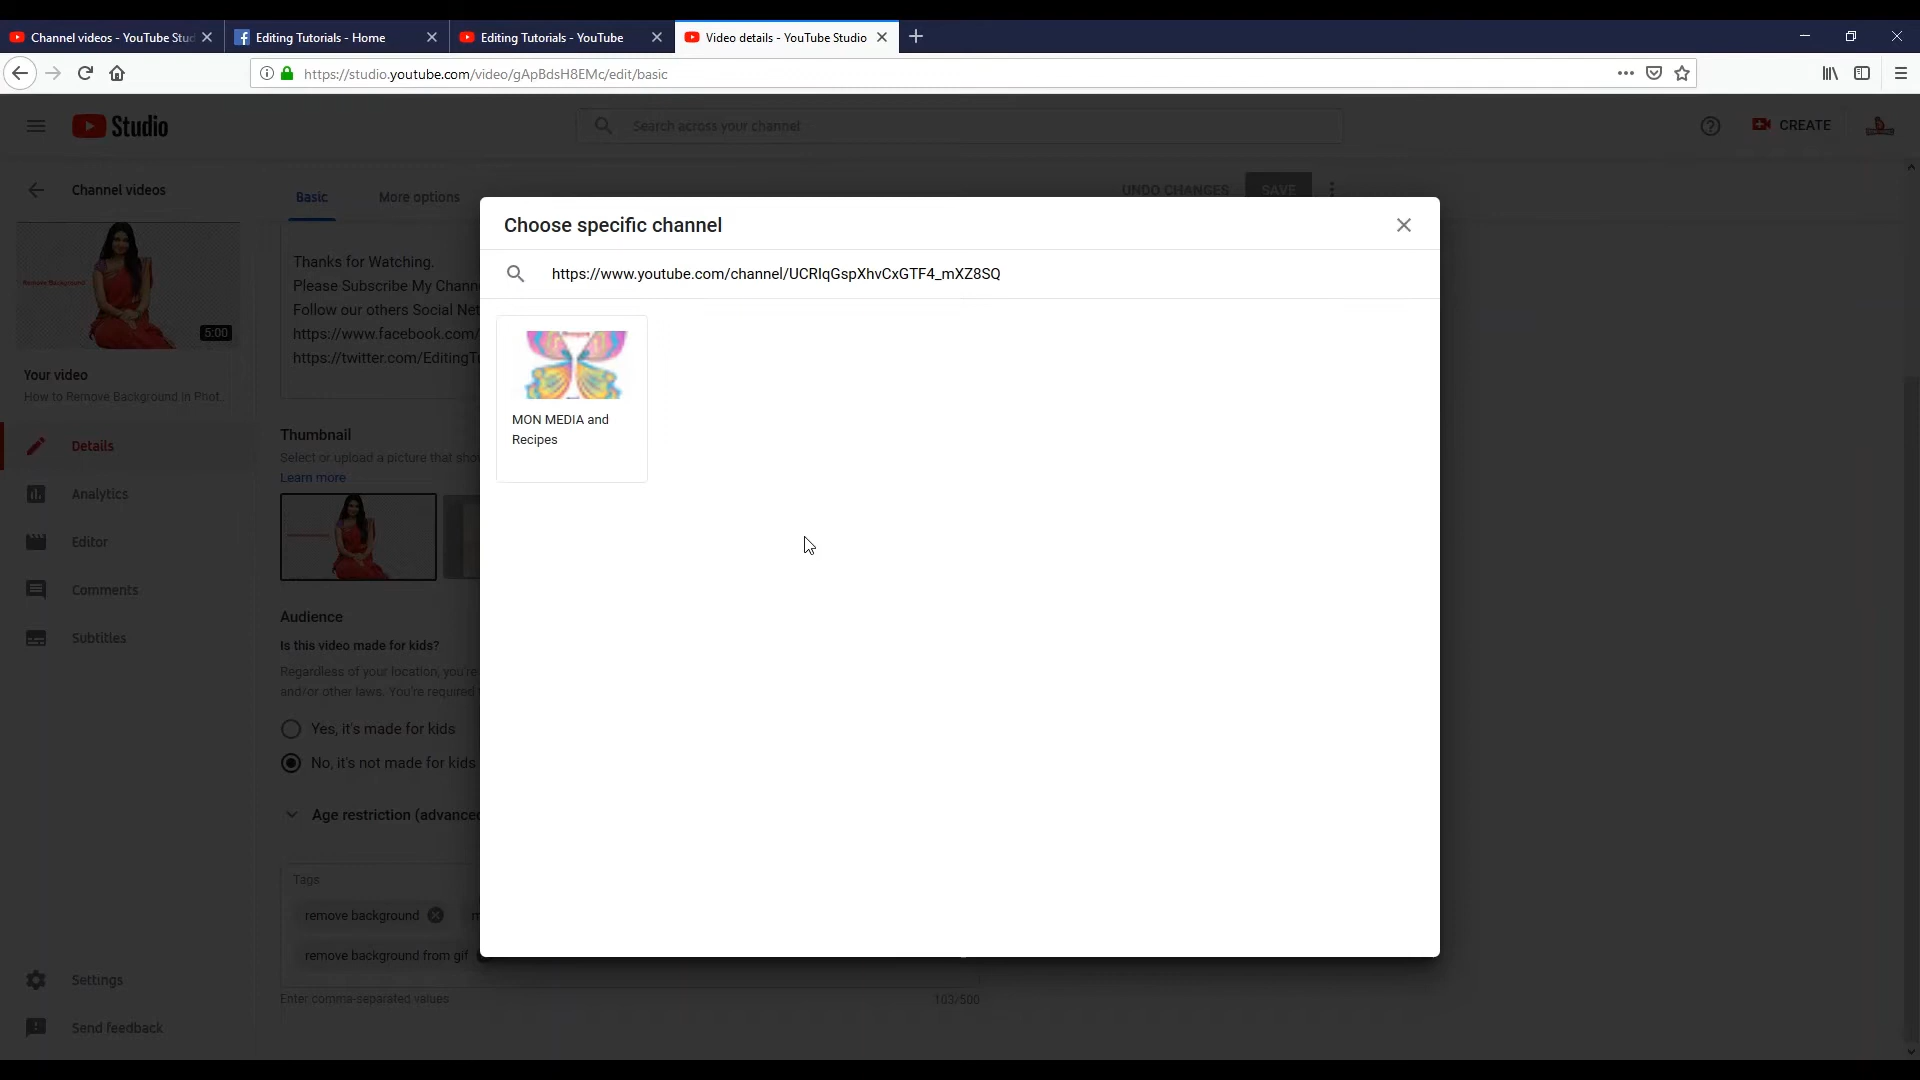 Channel videos - YouTube Stud
Editing Tutorials - Home
Editing Tutorials - YouTube
Video details - YouTube Studio
https://studio.youtube.com/video/gApBdsH8EMc/edit/basic
Studio
Search across your channel
CREATE
Channel videos
Basic
More options
UNDO CHANGES
SAVE
Choose specific channel
https://www.youtube.com/channel/UCRIqGspXhvCxGTF4_mXZ8SQ
MON MEDIA and
Recipes
Remove Background
5:00
Your video
How to Remove Background in Phot...
Details
Analytics
Editor
Comments
Subtitles
Settings
Send feedback
Thanks for Watching.
Please Subscribe My Chann
Follow our others Social Net
https://www.facebook.com/
https://twitter.com/EditingT
Thumbnail
Select or upload a picture that sho
Learn more
Audience
Is this video made for kids?
Regardless of your location, you're
and/or other laws. You're required
Yes, it's made for kids
No, it's not made for kids
Age restriction (advanced
Tags
remove background
remove background from gif
Enter comma-separated values
103/500